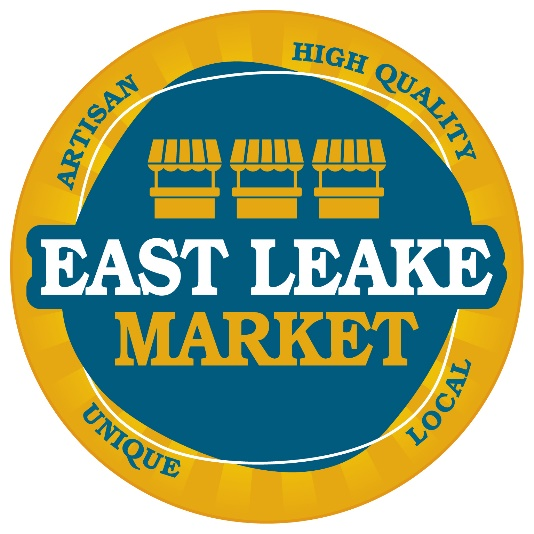 ARTISAN
HIGH QUALITY
EAST LEAKE
MARKET
UNIQUE
LOCAL